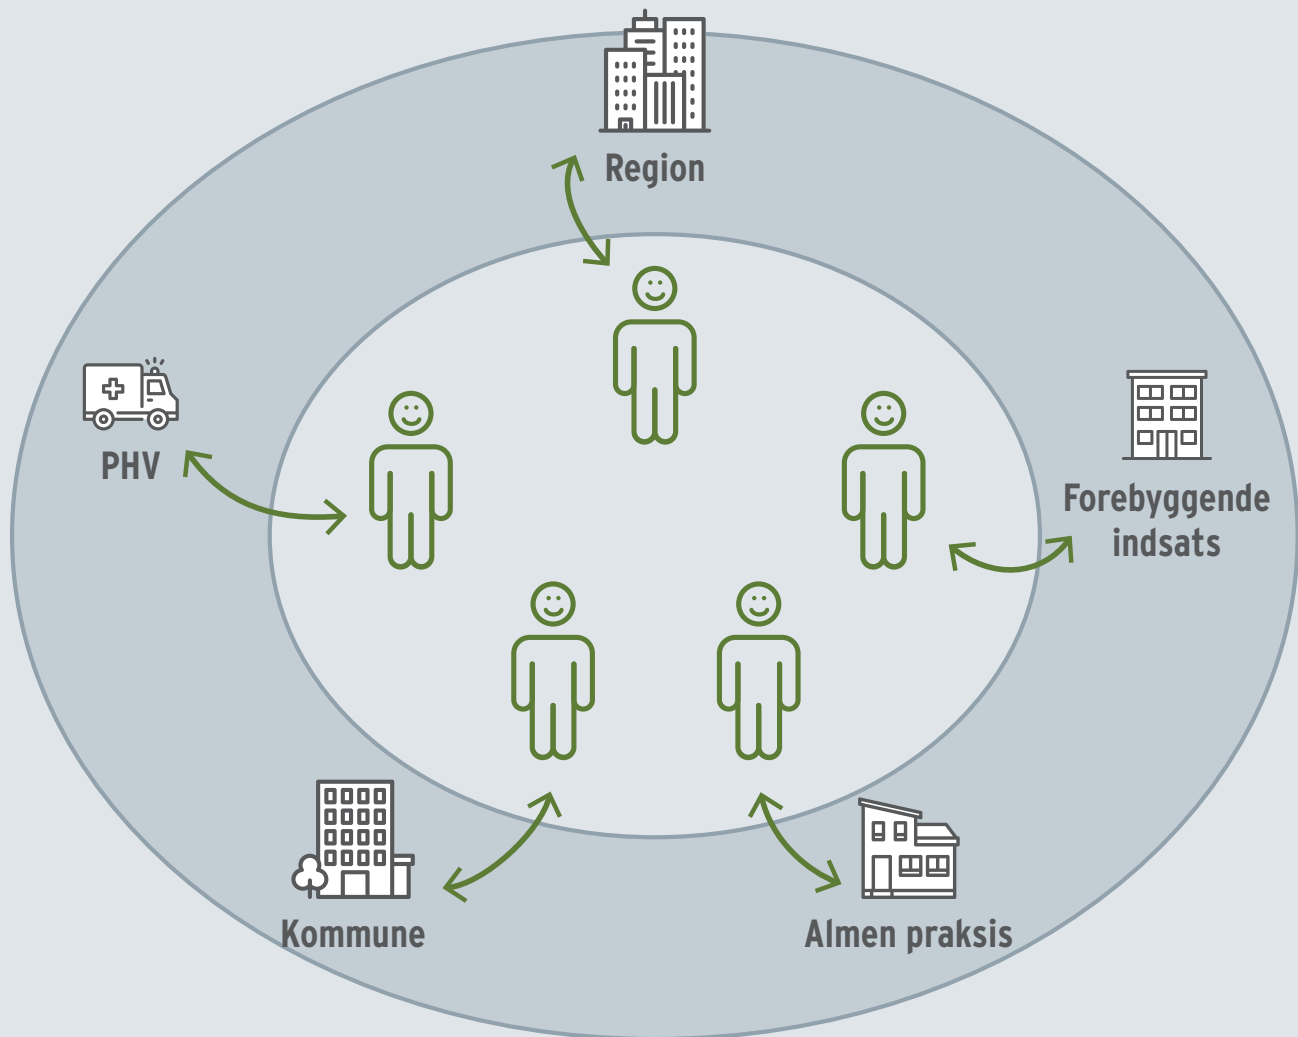 Region
PHV
Forebyggende
indsats
Kommune
Almen praksis